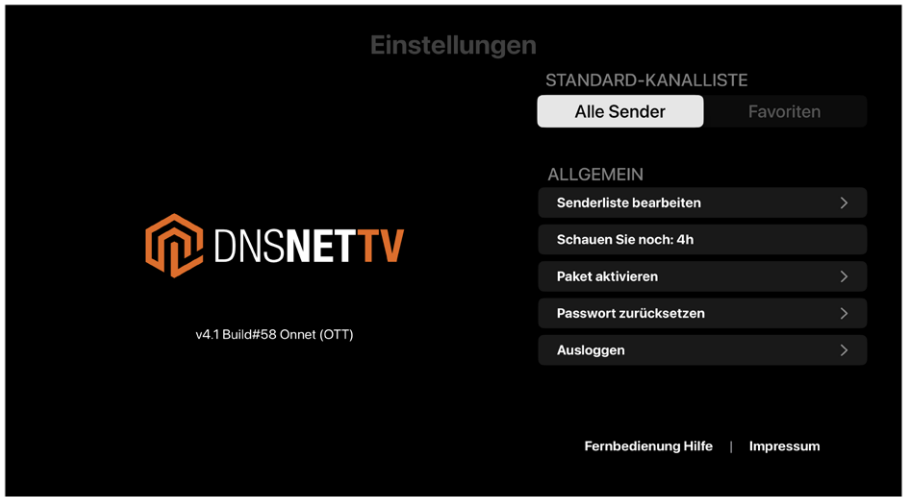 Einstellungen
STANDARD-KANALLISTE
Alle Sender Favoriten
ALLGEMEIN
Senderliste bearbeiten
Schauen Sie noch: 4h
Paket aktivieren
Passwort zurücksetzen
Ausloggen
DNSNETTV
v4.1 Build#58 Onnet (OTT)
Fernbedienung Hilfe | Impressum